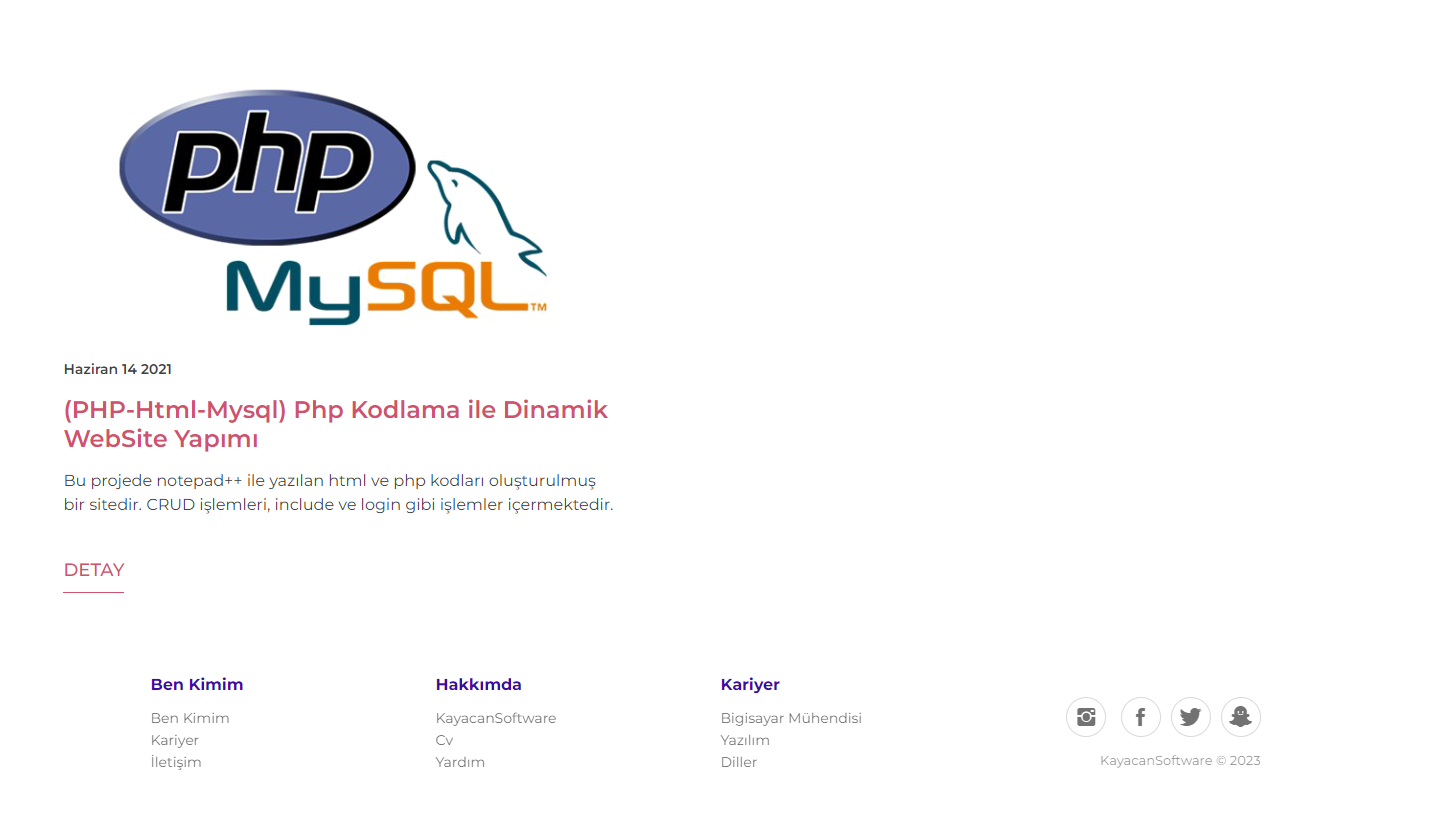 php
MySQL™
Haziran 14 2021
(PHP-Html-Mysql) Php Kodlama ile Dinamik
WebSite Yapımı
Bu projede notepad++ ile yazılan html ve php kodları oluşturulmuş
bir sitedir. CRUD işlemleri, include ve login gibi işlemler içermektedir.
DETAY
Ben Kimim
Ben Kimim
Kariyer
İletişim
Hakkımda
KayacanSoftware
Cv
Yardım
Kariyer
Bigisayar Mühendisi
Yazılım
Diller
KayacanSoftware © 2023